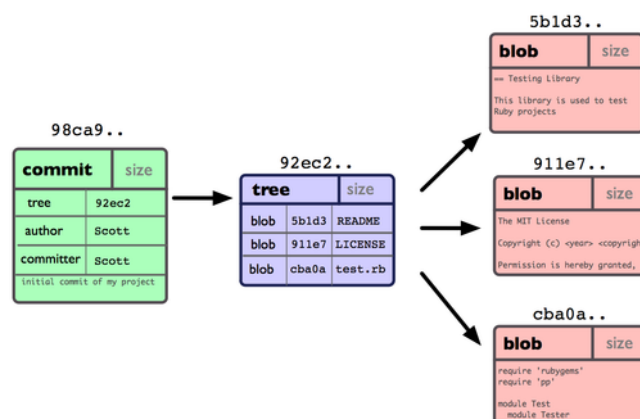 98ca9..
commit size
tree 92ec2
author Scott
committer Scott
initial commit of my project
92ec2..
tree size
blob 5b1d3 README
blob 911e7 LICENSE
blob cba0a test.rb
5b1d3..
blob size
== Testing Library
This library is used to test
Ruby projects
911e7..
blob size
The MIT License
Copyright (c) <year> <copyright
Permission is hereby granted,
cba0a..
blob size
require 'rubygems'
require 'pp'
module Test
module Tester